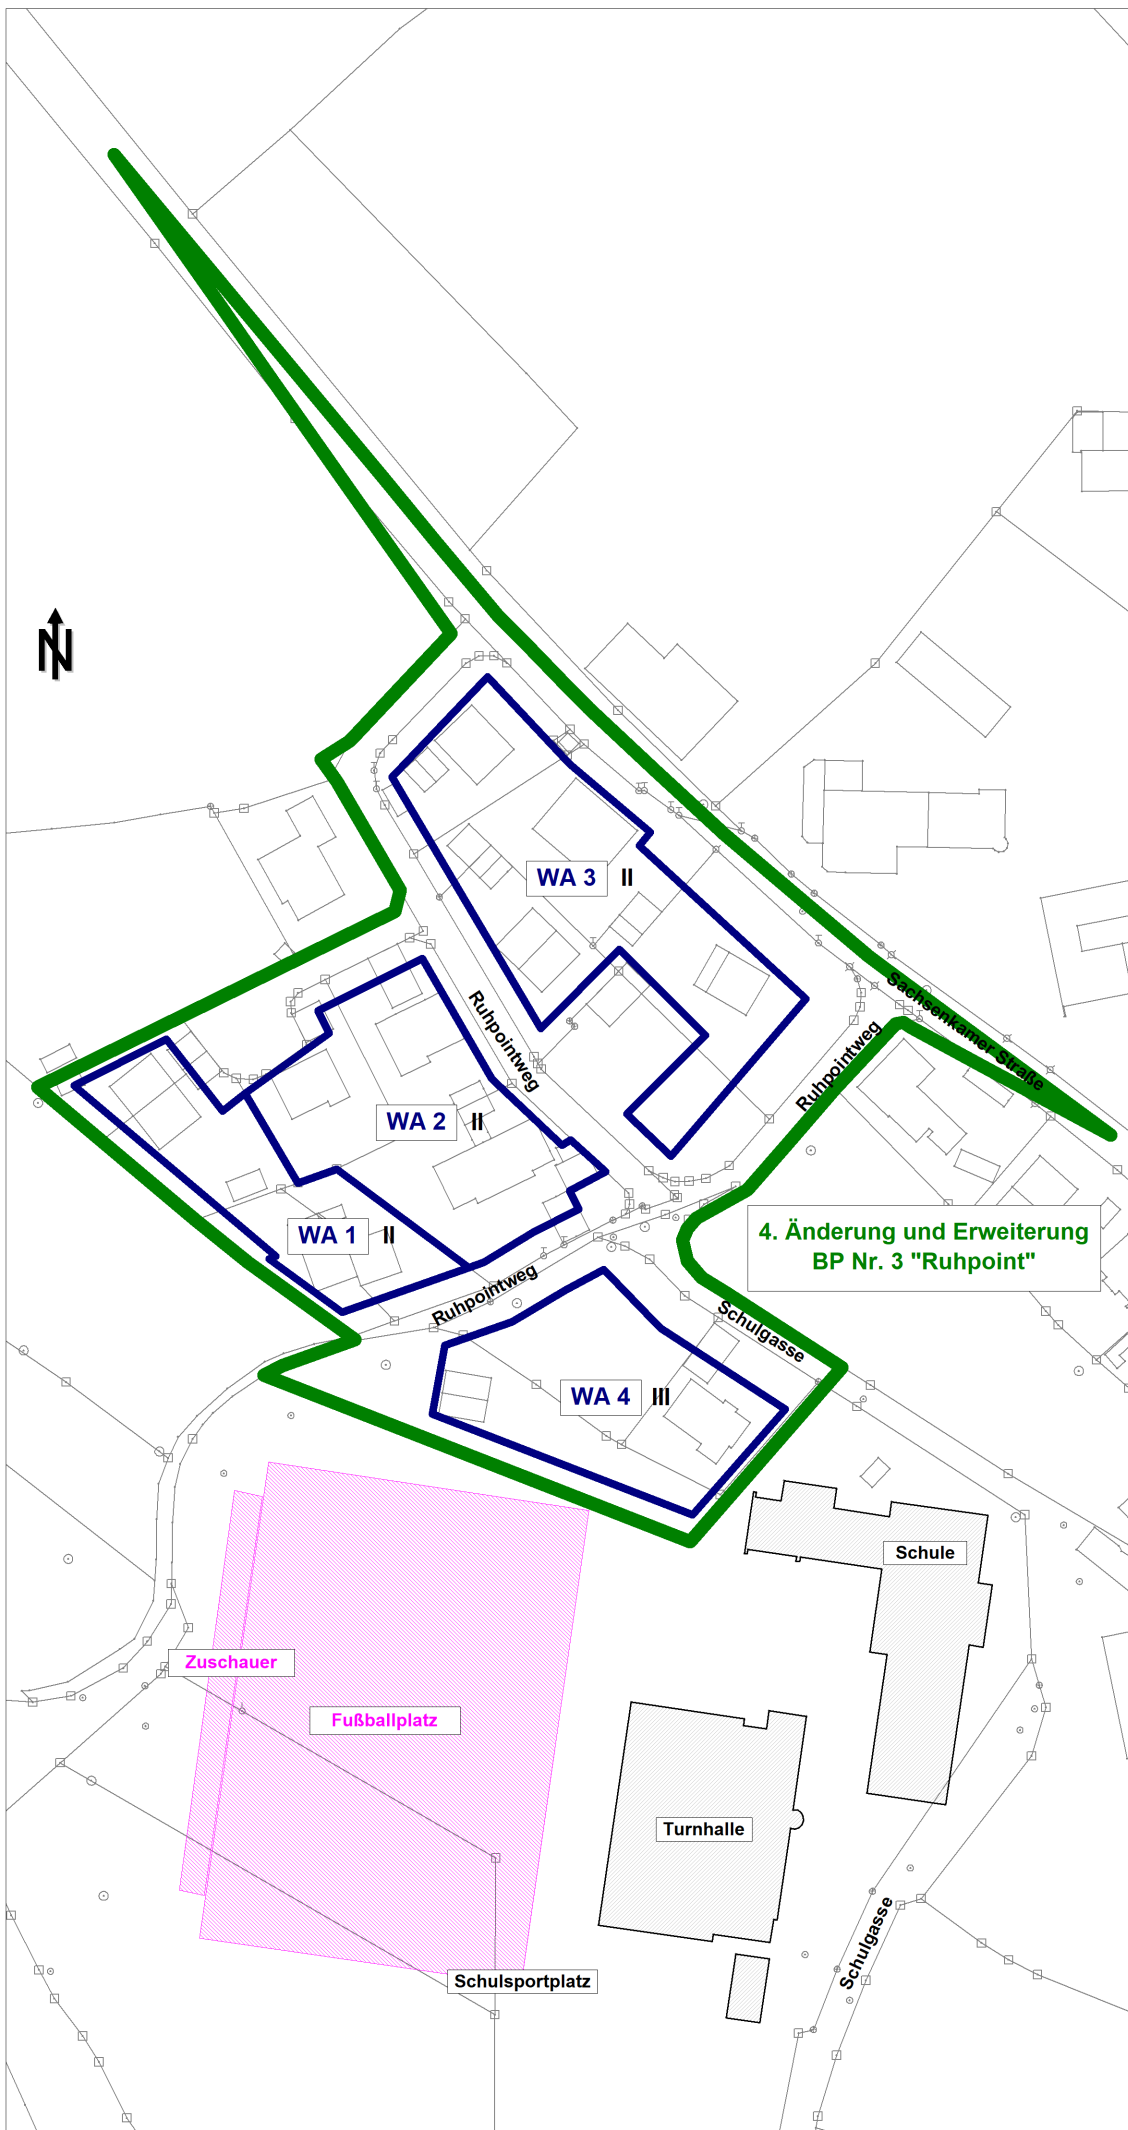 N
WA 3 II
Sachsenkamer Straße
Ruhpointweg
Ruhpointweg
WA 2 II
WA 1 II
4. Änderung und Erweiterung
BP Nr. 3 "Ruhpoint"
Ruhpointweg
Schulgasse
WA 4 III
Schule
Zuschauer
Fußballplatz
Turnhalle
Schulgasse
Schulsportplatz